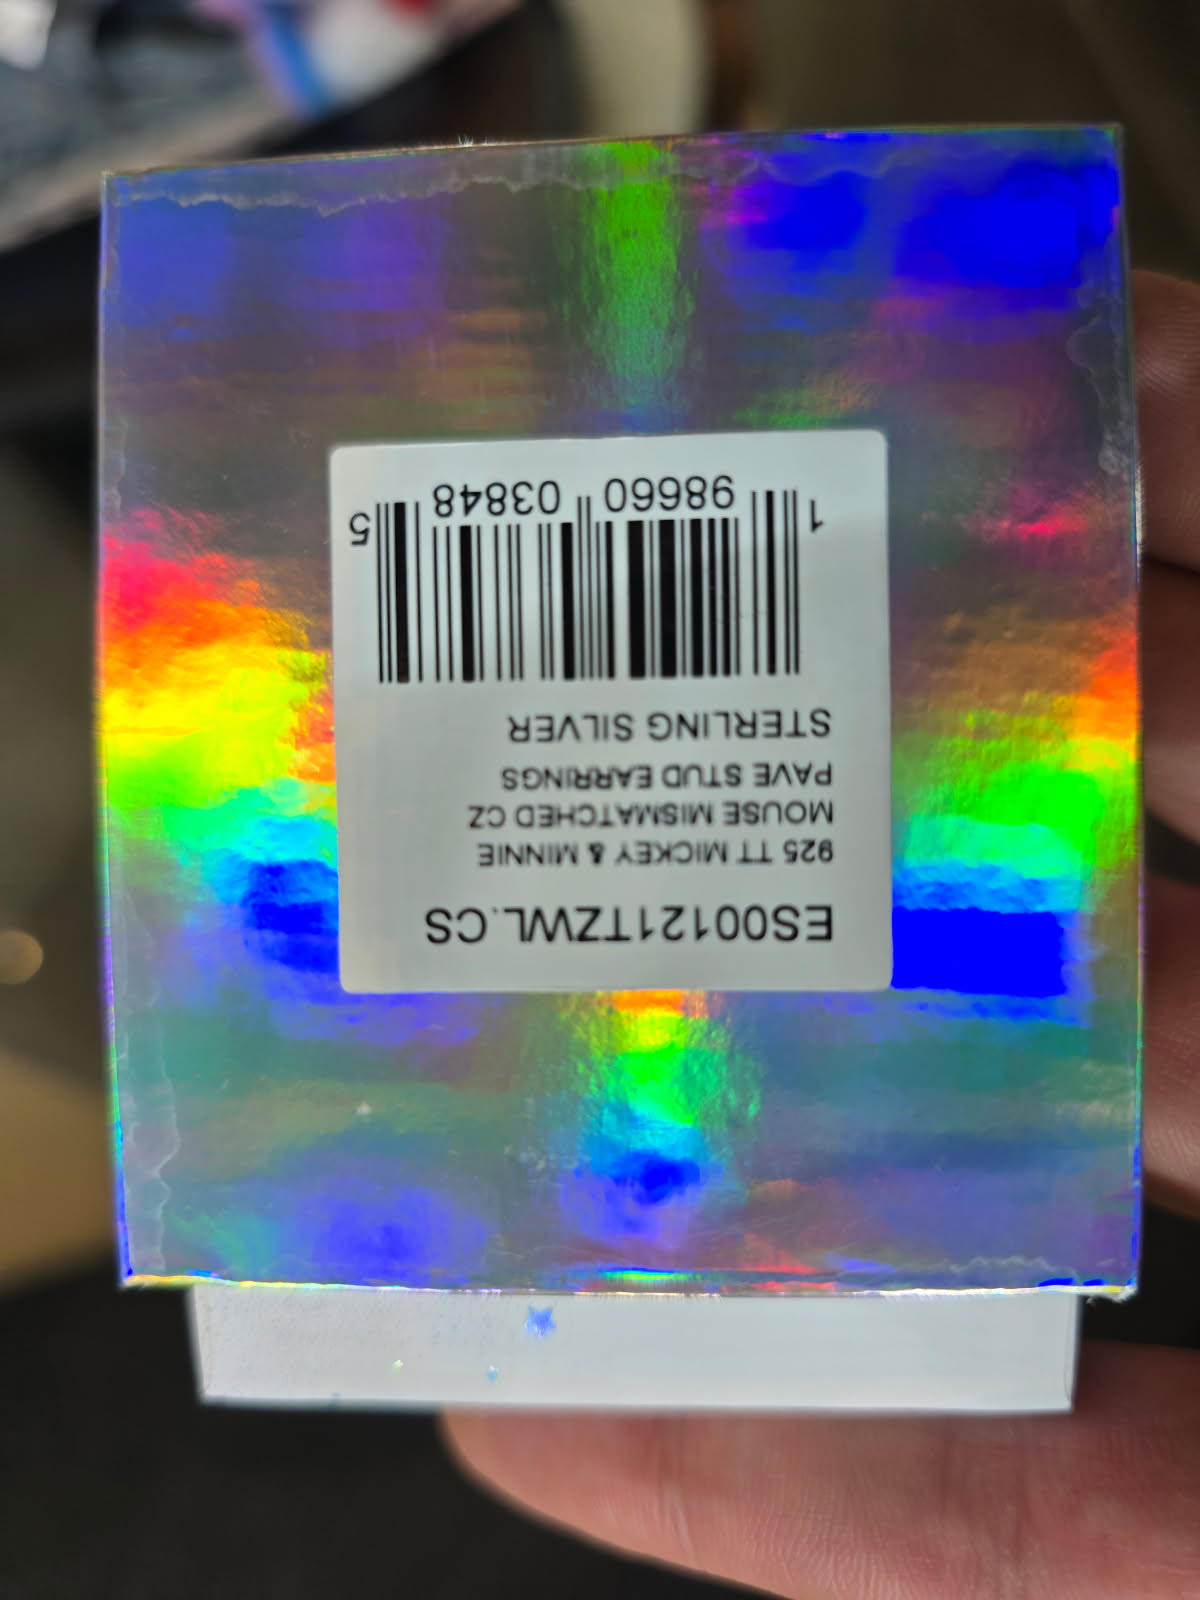 ES00121TZWL.CS
925 TT MICKEY & MINNIE
MOUSE MISMATCHED CZ
PAVE STUD EARRINGS
STERLING SILVER
1 98660 03848 5